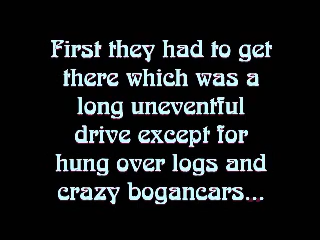 First they had to get
there which was a
long uneventful
drive except for
hung over logs and
crazy bogancars...